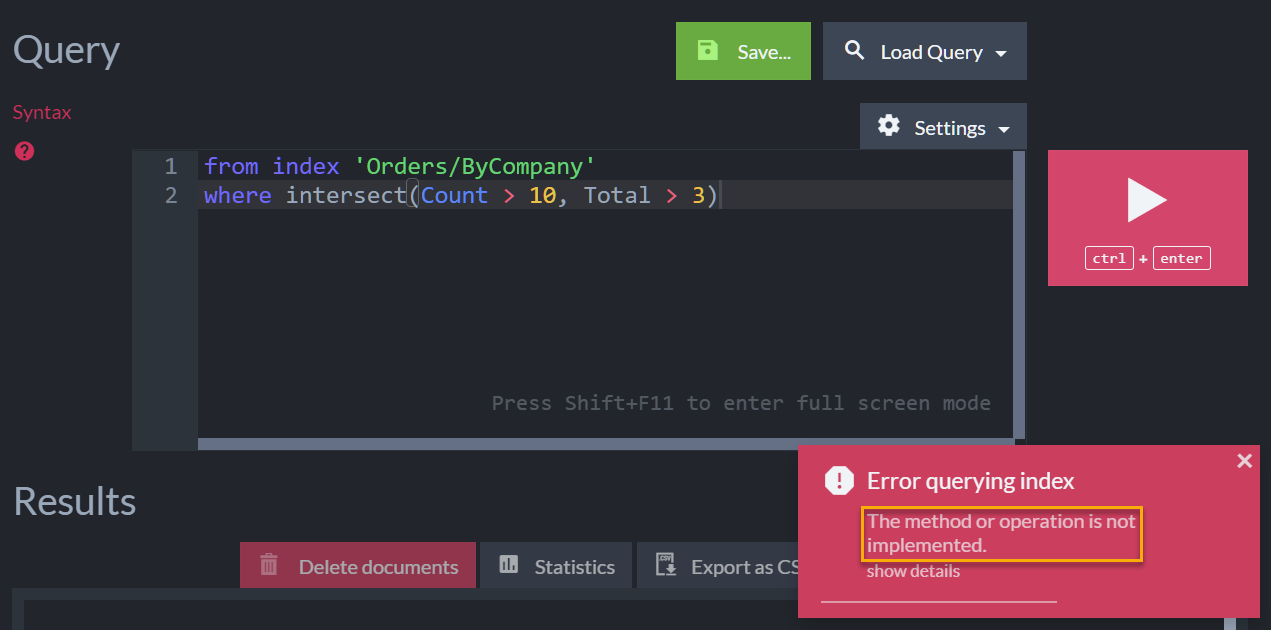 Query
Save...
Load Query
Syntax
Settings
1 from index 'Orders/ByCompany'
2 where intersect(Count > 10, Total > 3)
ctrl + enter
Press Shift+F11 to enter full screen mode
Error querying index
The method or operation is not
implemented.
show details
Results
Delete documents
Statistics
Export as CS